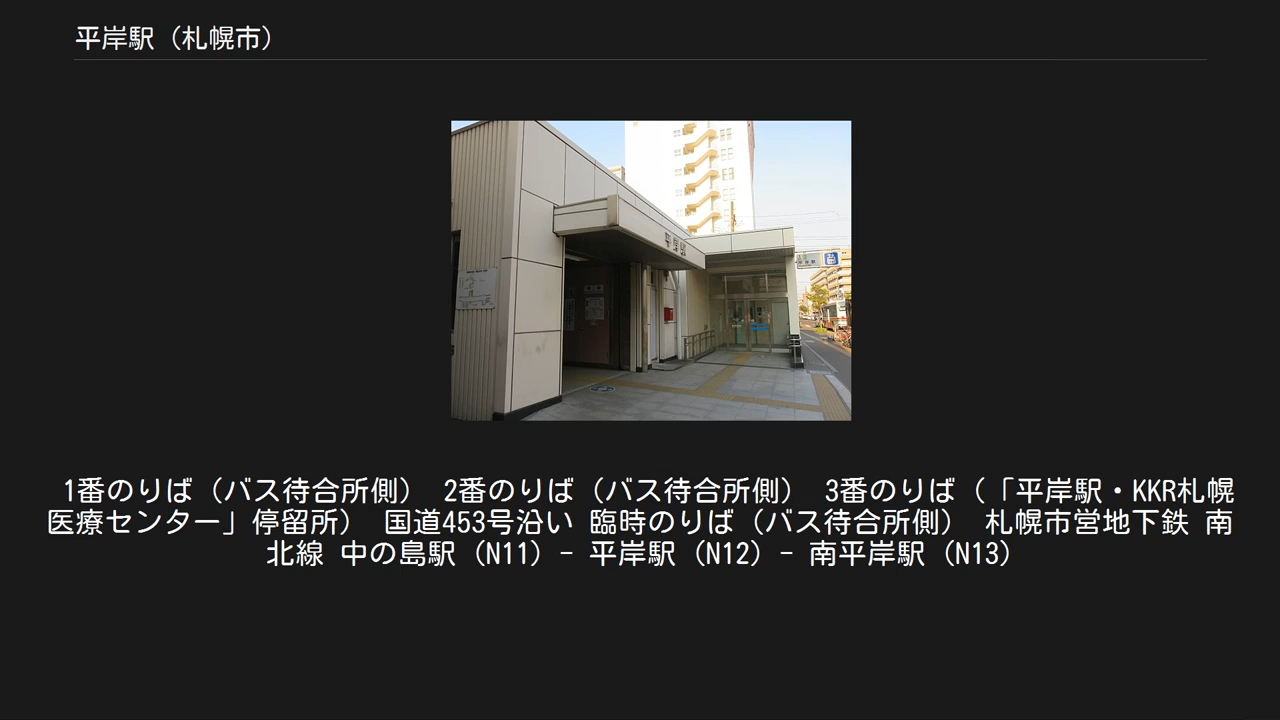 平岸駅（札幌市）
平岸駅
1番のりば（バス待合所側） 2番のりば（バス待合所側） 3番のりば（「平岸駅・KKR札幌
医療センター」停留所） 国道453号沿い 臨時のりば（バス待合所側） 札幌市営地下鉄 南
北線 中の島駅（N11）- 平岸駅（N12）- 南平岸駅（N13）